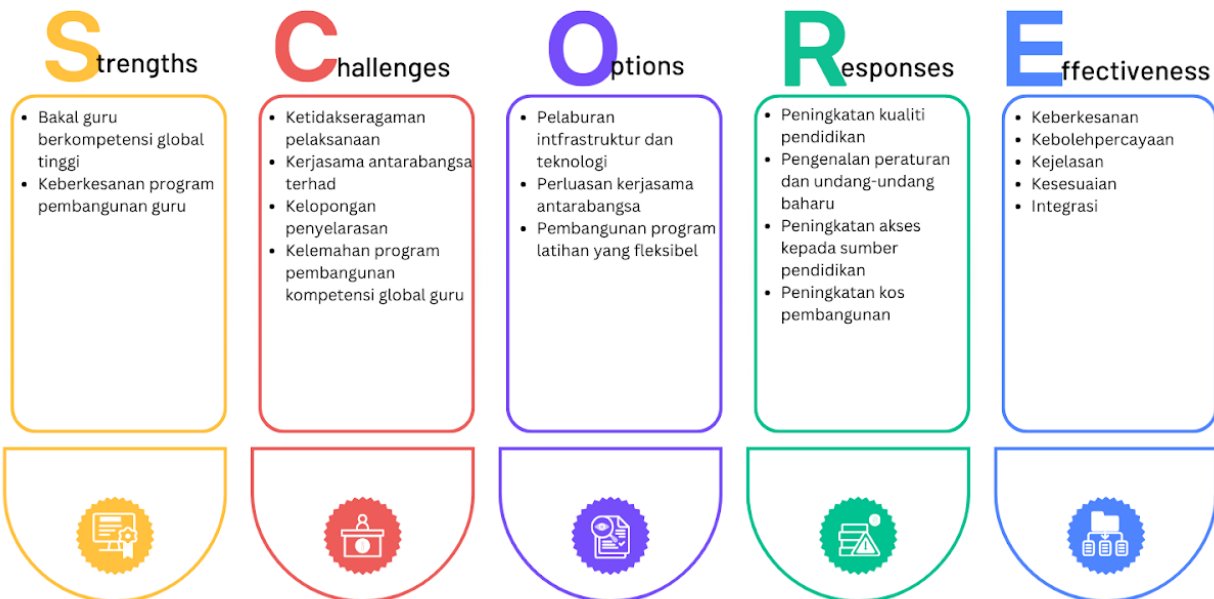 Strengths
• Bakal guru
berkompetensi global
tinggi
• Keberkesanan program
pembangunan guru
Challenges
• Ketidakseragaman
pelaksanaan
• Kerjasama antarabangsa
terhad
• Kelopongan
penyelarasan
• Kelemahan program
pembangunan
kompetensi global guru
Options
• Pelaburan
intfrastruktur dan
teknologi
• Perluasan kerjasama
antarabangsa
• Pembangunan program
latihan yang fleksibel
Responses
• Peningkatan kualiti
pendidikan
• Pengenalan peraturan
dan undang-undang
baharu
• Peningkatan akses
kepada sumber
pendidikan
• Peningkatan kos
pembangunan
Effectiveness
• Keberkesanan
• Kebolehpercayaan
• Kejelasan
• Kesesuaian
• Integrasi